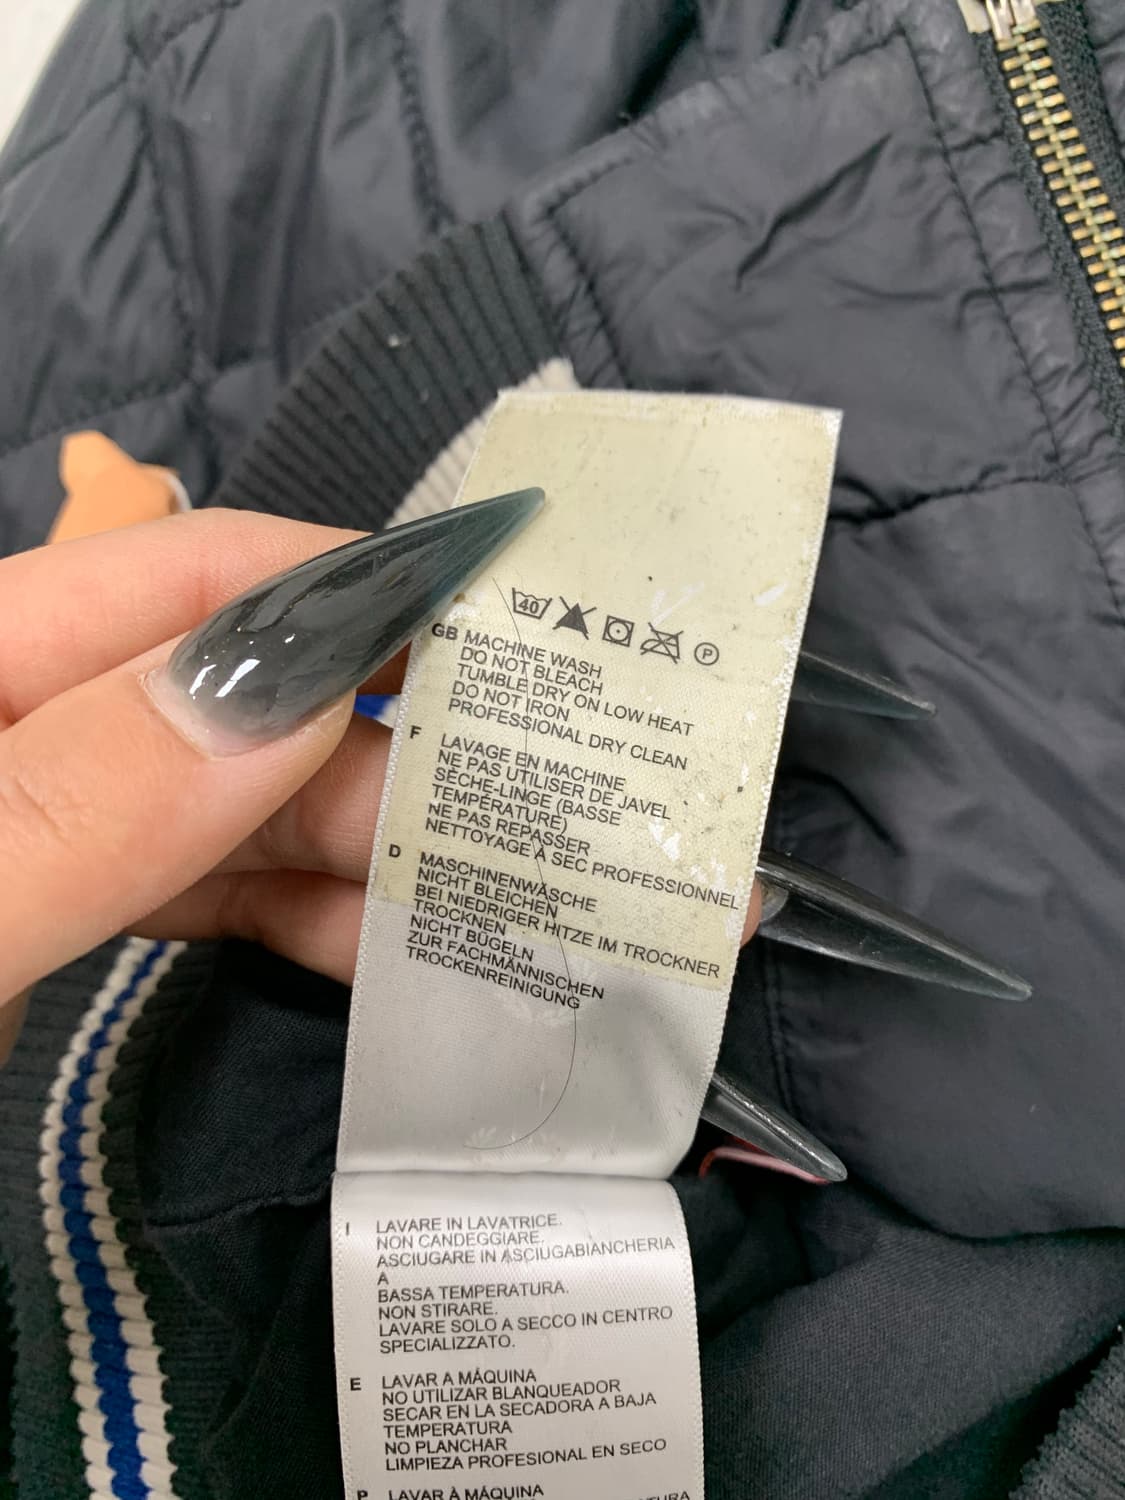 40 P
GB MACHINE WASH
DO NOT BLEACH
TUMBLE DRY ON LOW HEAT
DO NOT IRON
PROFESSIONAL DRY CLEAN
F LAVAGE EN MACHINE
NE PAS UTILISER DE JAVEL
SÈCHE-LINGE (BASSE
TEMPÉRATURE)
NE PAS REPASSER
NETTOYAGE À SEC PROFESSIONNEL
D MASCHINENWÄSCHE
NICHT BLEICHEN
BEI NIEDRIGER HITZE IM TROCKNER
TROCKNEN
NICHT BÜGELN
ZUR FACHMÄNNISCHEN
TROCKENREINIGUNG
I LAVARE IN LAVATRICE.
NON CANDEGGIARE.
ASCIUGARE IN ASCIUGABIANCHERIA
A
BASSA TEMPERATURA.
NON STIRARE.
LAVARE SOLO A SECCO IN CENTRO
SPECIALIZZATO.
E LAVAR A MÁQUINA
NO UTILIZAR BLANQUEADOR
SECAR EN LA SECADORA A BAJA
TEMPERATURA
NO PLANCHAR
LIMPIEZA PROFESIONAL EN SECO
P LAVAR À MÁQUINA